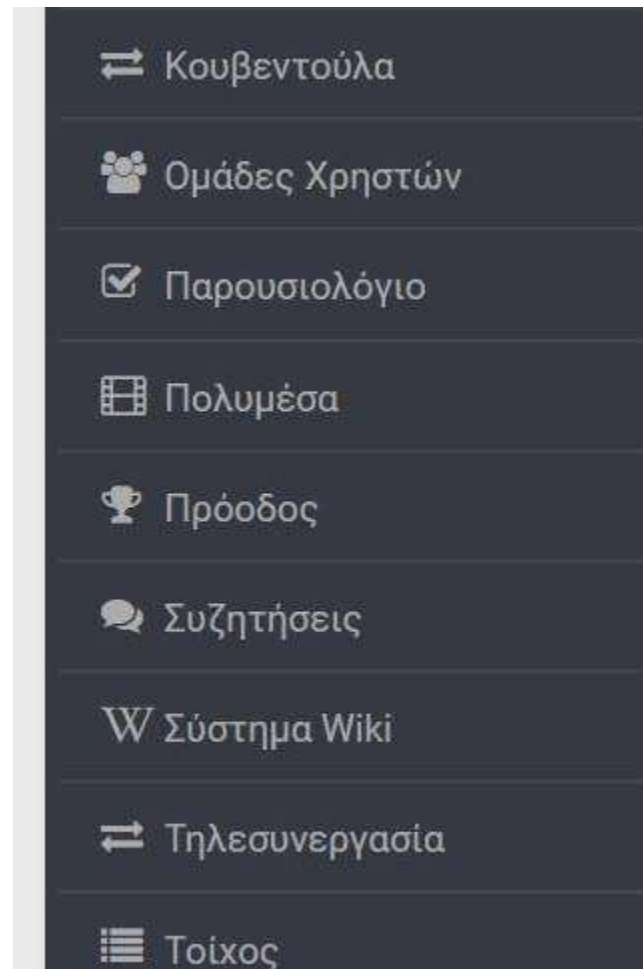 Κουβεντούλα
Ομάδες Χρηστών
Παρουσιολόγιο
Πολυμέσα
Πρόοδος
Συζητήσεις
Σύστημα Wiki
Τηλεσυνεργασία
Τοίχος